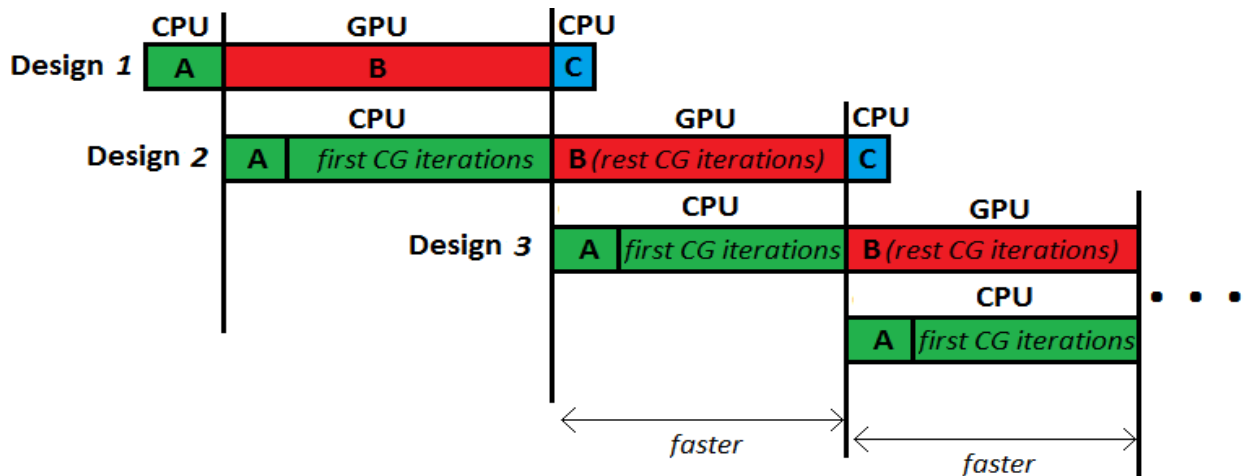 CPU GPU CPU
Design 1 A B C
CPU GPU CPU
Design 2 A first CG iterations B (rest CG iterations) C
CPU GPU
Design 3 A first CG iterations B (rest CG iterations)
CPU
A first CG iterations
. . .
faster
faster